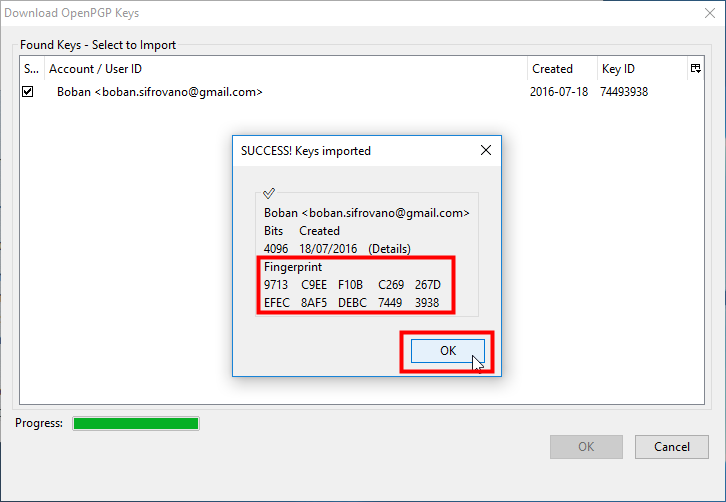 Download OpenPGP Keys
Found Keys - Select to Import
S... Account / User ID Created Key ID
Boban <boban.sifrovano@gmail.com> 2016-07-18 74493938
SUCCESS! Keys imported
Boban <boban.sifrovano@gmail.com>
Bits Created
4096 18/07/2016 (Details)
Fingerprint
9713 C9EE F10B C269 267D
EFEC 8AF5 DEBC 7449 3938
OK
Progress:
OK Cancel